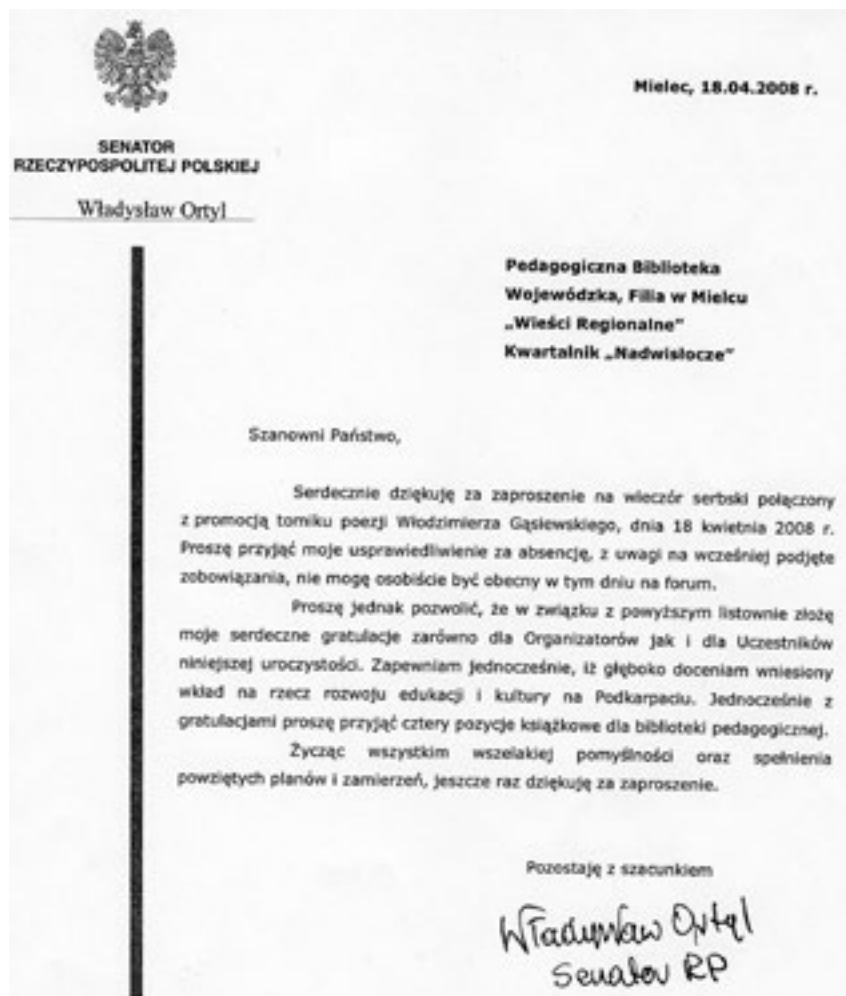 Mielec, 18.04.2008 r.
SENATOR
RZECZYPOSPOLITEJ POLSKIEJ
Władysław Ortyl
Pedagogiczna Biblioteka
Wojewódzka, Filia w Mielcu
„Wieści Regionalne”
Kwartalnik „Nadwisłocze”
Szanowni Państwo,
Serdecznie dziękuję za zaproszenie na wieczór serbski połączony
z promocją tomiku poezji Włodzimierza Gąsiewskiego, dnia 18 kwietnia 2008 r.
Proszę przyjąć moje usprawiedliwienie za absencję, z uwagi na wcześniej podjęte
zobowiązania, nie mogę osobiście być obecny w tym dniu na forum.
Proszę jednak pozwolić, że w związku z powyższym listownie złożę
moje serdeczne gratulacje zarówno dla Organizatorów jak i dla Uczestników
niniejszej uroczystości. Zapewniam jednocześnie, iż głęboko doceniam wniesiony
wkład na rzecz rozwoju edukacji i kultury na Podkarpaciu. Jednocześnie z
gratulacjami proszę przyjąć cztery pozycje książkowe dla biblioteki pedagogicznej.
Życząc wszystkim wszelakiej pomyślności oraz spełnienia
powziętych planów i zamierzeń, jeszcze raz dziękuję za zaproszenie.
Pozostaję z szacunkiem
Władysław Ortyl
Senator RP